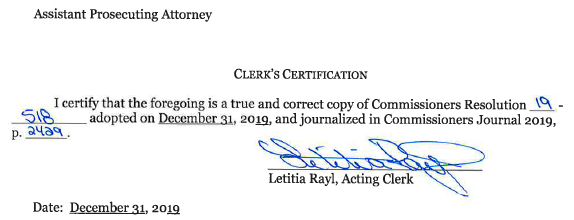 Assistant Prosecuting Attorney
CLERK'S CERTIFICATION
I certify that the foregoing is a true and correct copy of Commissioners Resolution 19 -
518 adopted on December 31, 2019, and journalized in Commissioners Journal 2019,
p. 2429.
Letitia Rayl, Acting Clerk
Date: December 31, 2019